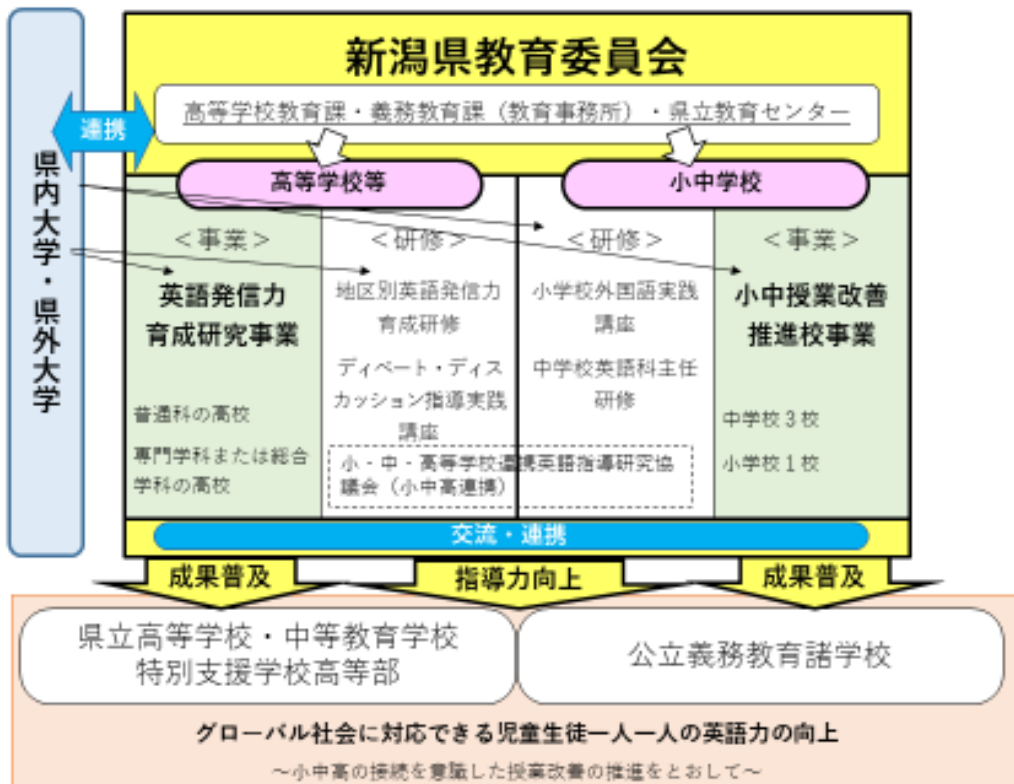 新潟県教育委員会
高等学校教育課・義務教育課（教育事務所）・県立教育センター
連携
県内大学・県外大学
高等学校等
小中学校
＜事業＞
英語発信力
育成研究事業
普通科の高校
専門学科または総合
学科の高校
＜研修＞
地区別英語発信力
育成研修
ディベート・ディス
カッション指導実践
講座
＜研修＞
小学校外国語実践
講座
中学校英語科主任
研修
小・中・高等学校連携英語指導研究協
議会（小中高連携）
＜事業＞
小中授業改善
推進校事業
中学校３校
小学校１校
交流・連携
成果普及
指導力向上
成果普及
県立高等学校・中等教育学校
特別支援学校高等部
公立義務教育諸学校
グローバル社会に対応できる児童生徒一人一人の英語力の向上
～小中高の接続を意識した授業改善の推進をとおして～